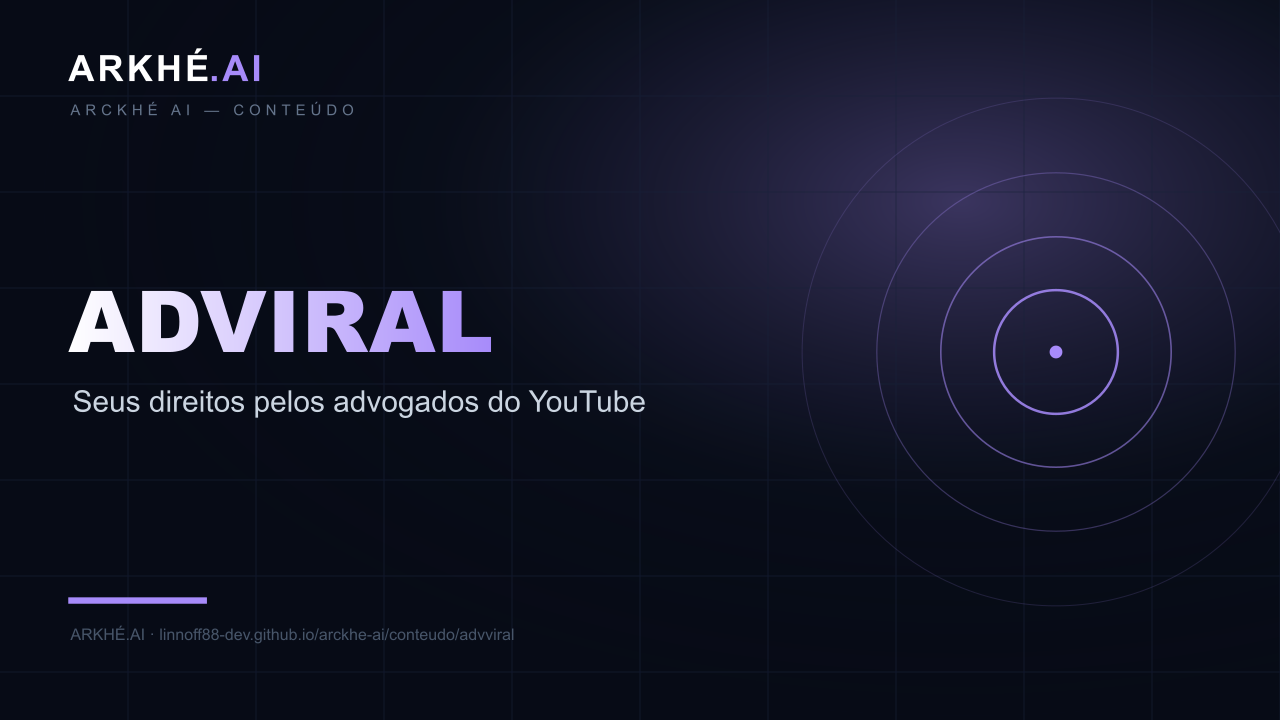 ARKHÉ.AI
ARCKHÉ AI — CONTEÚDO
ADVIRAL
Seus direitos pelos advogados do YouTube
ARKHÉ.AI · linnoff88-dev.github.io/arckhe-ai/conteudo/advviral